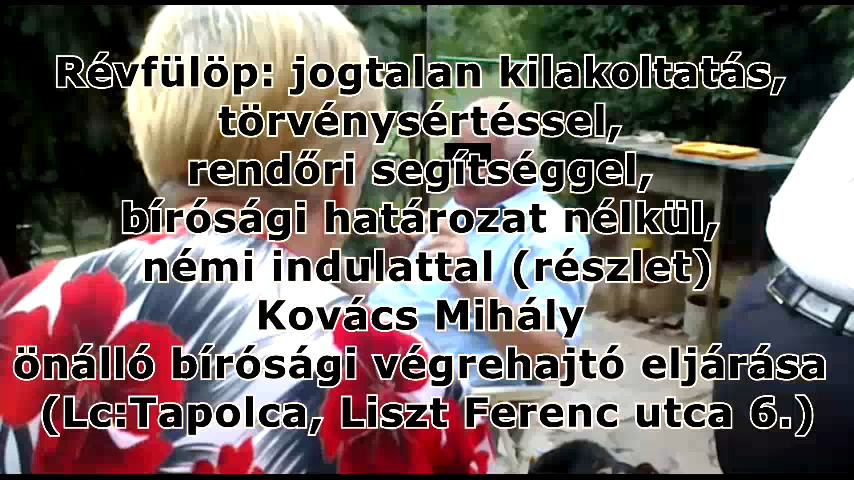 Révfülöp: jogtalan kilakoltatás,
törvénysértéssel,
rendőri segítséggel,
bírósági határozat nélkül,
némi indulattal (részlet)
Kovács Mihály
önálló bírósági végrehajtó eljárása
(Lc:Tapolca, Liszt Ferenc utca 6.)